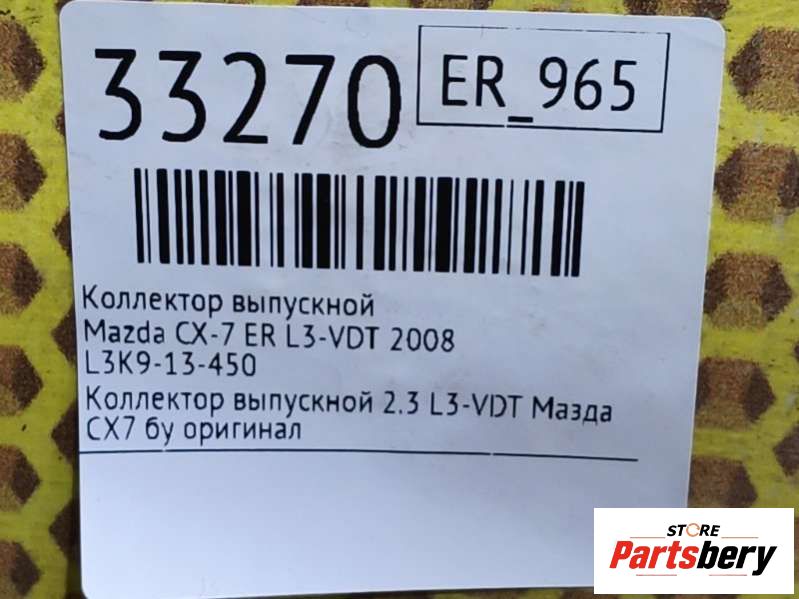 33270
ER_965
Коллектор выпускной
Mazda CX-7 ER L3-VDT 2008
L3K9-13-450
Коллектор выпускной 2.3 L3-VDT Мазда
CX7 бу оригинал
STORE
Partsbery